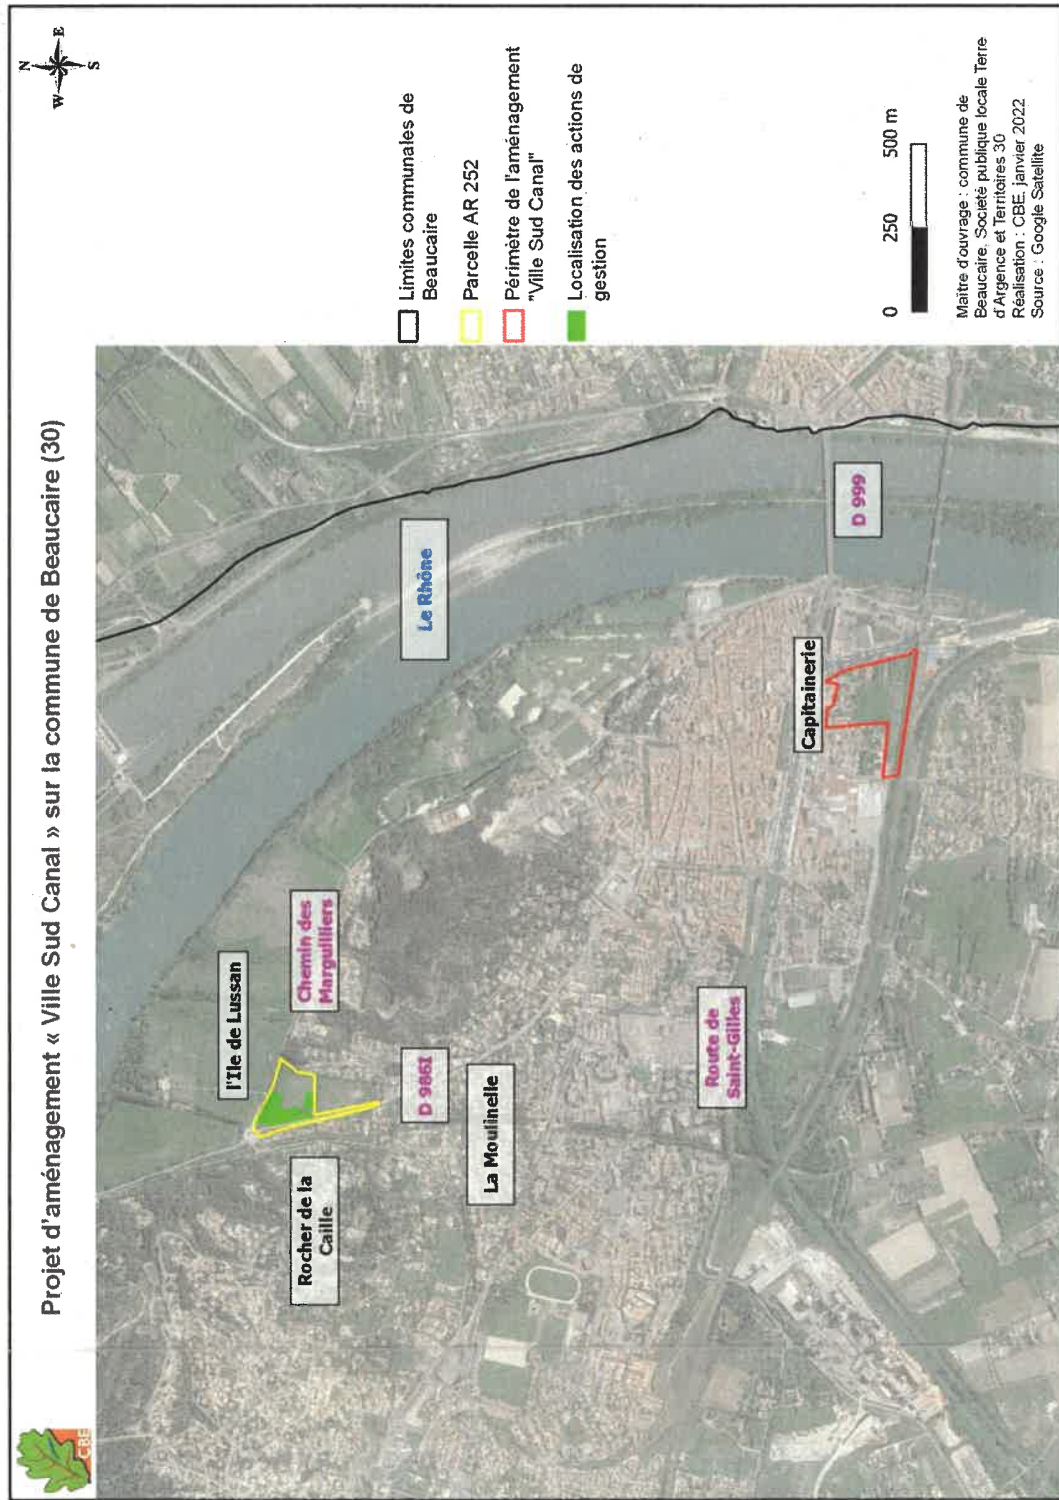 Projet d'aménagement « Ville Sud Canal » sur la commune de Beaucaire (30)
CBE
N
W
E
S
l'Ile de Lussan
Chemin des
Marguilliers
Rocher de la
Caille
D 986I
La Moulinelle
Le Rhône
Route de
Saint-Gilles
Capitainerie
D 999
Limites communales de
Beaucaire
Parcelle AR 252
Périmètre de l'aménagement
"Ville Sud Canal"
Localisation des actions de
gestion
0
250
500 m
Maître d'ouvrage : commune de
Beaucaire, Société publique locale Terre
d'Argence et Territoires 30
Réalisation : CBE, janvier 2022
Source : Google Satellite